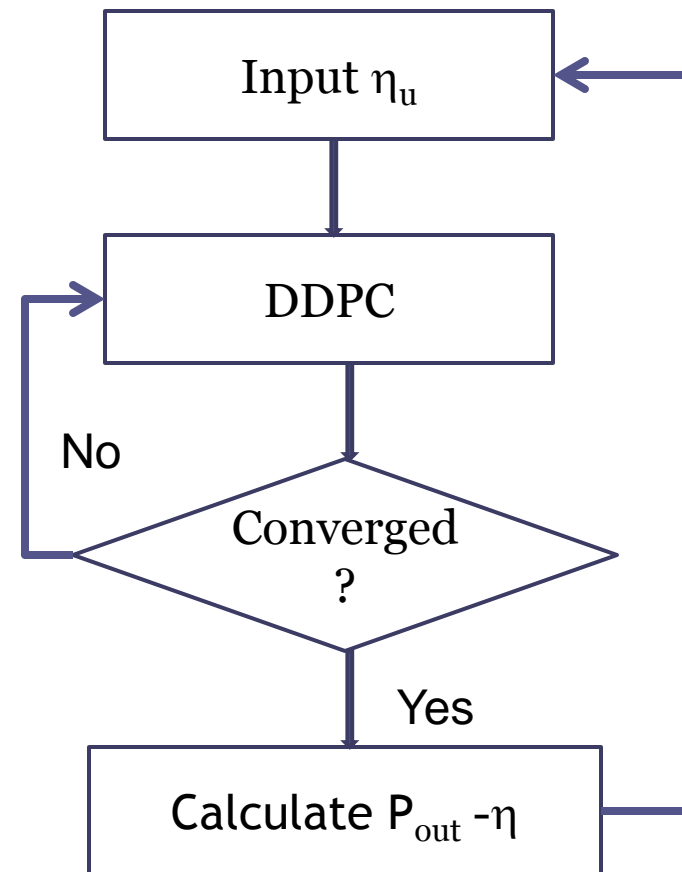 Input ηu
DDPC
No
Converged
?
Yes
Calculate Pout -η